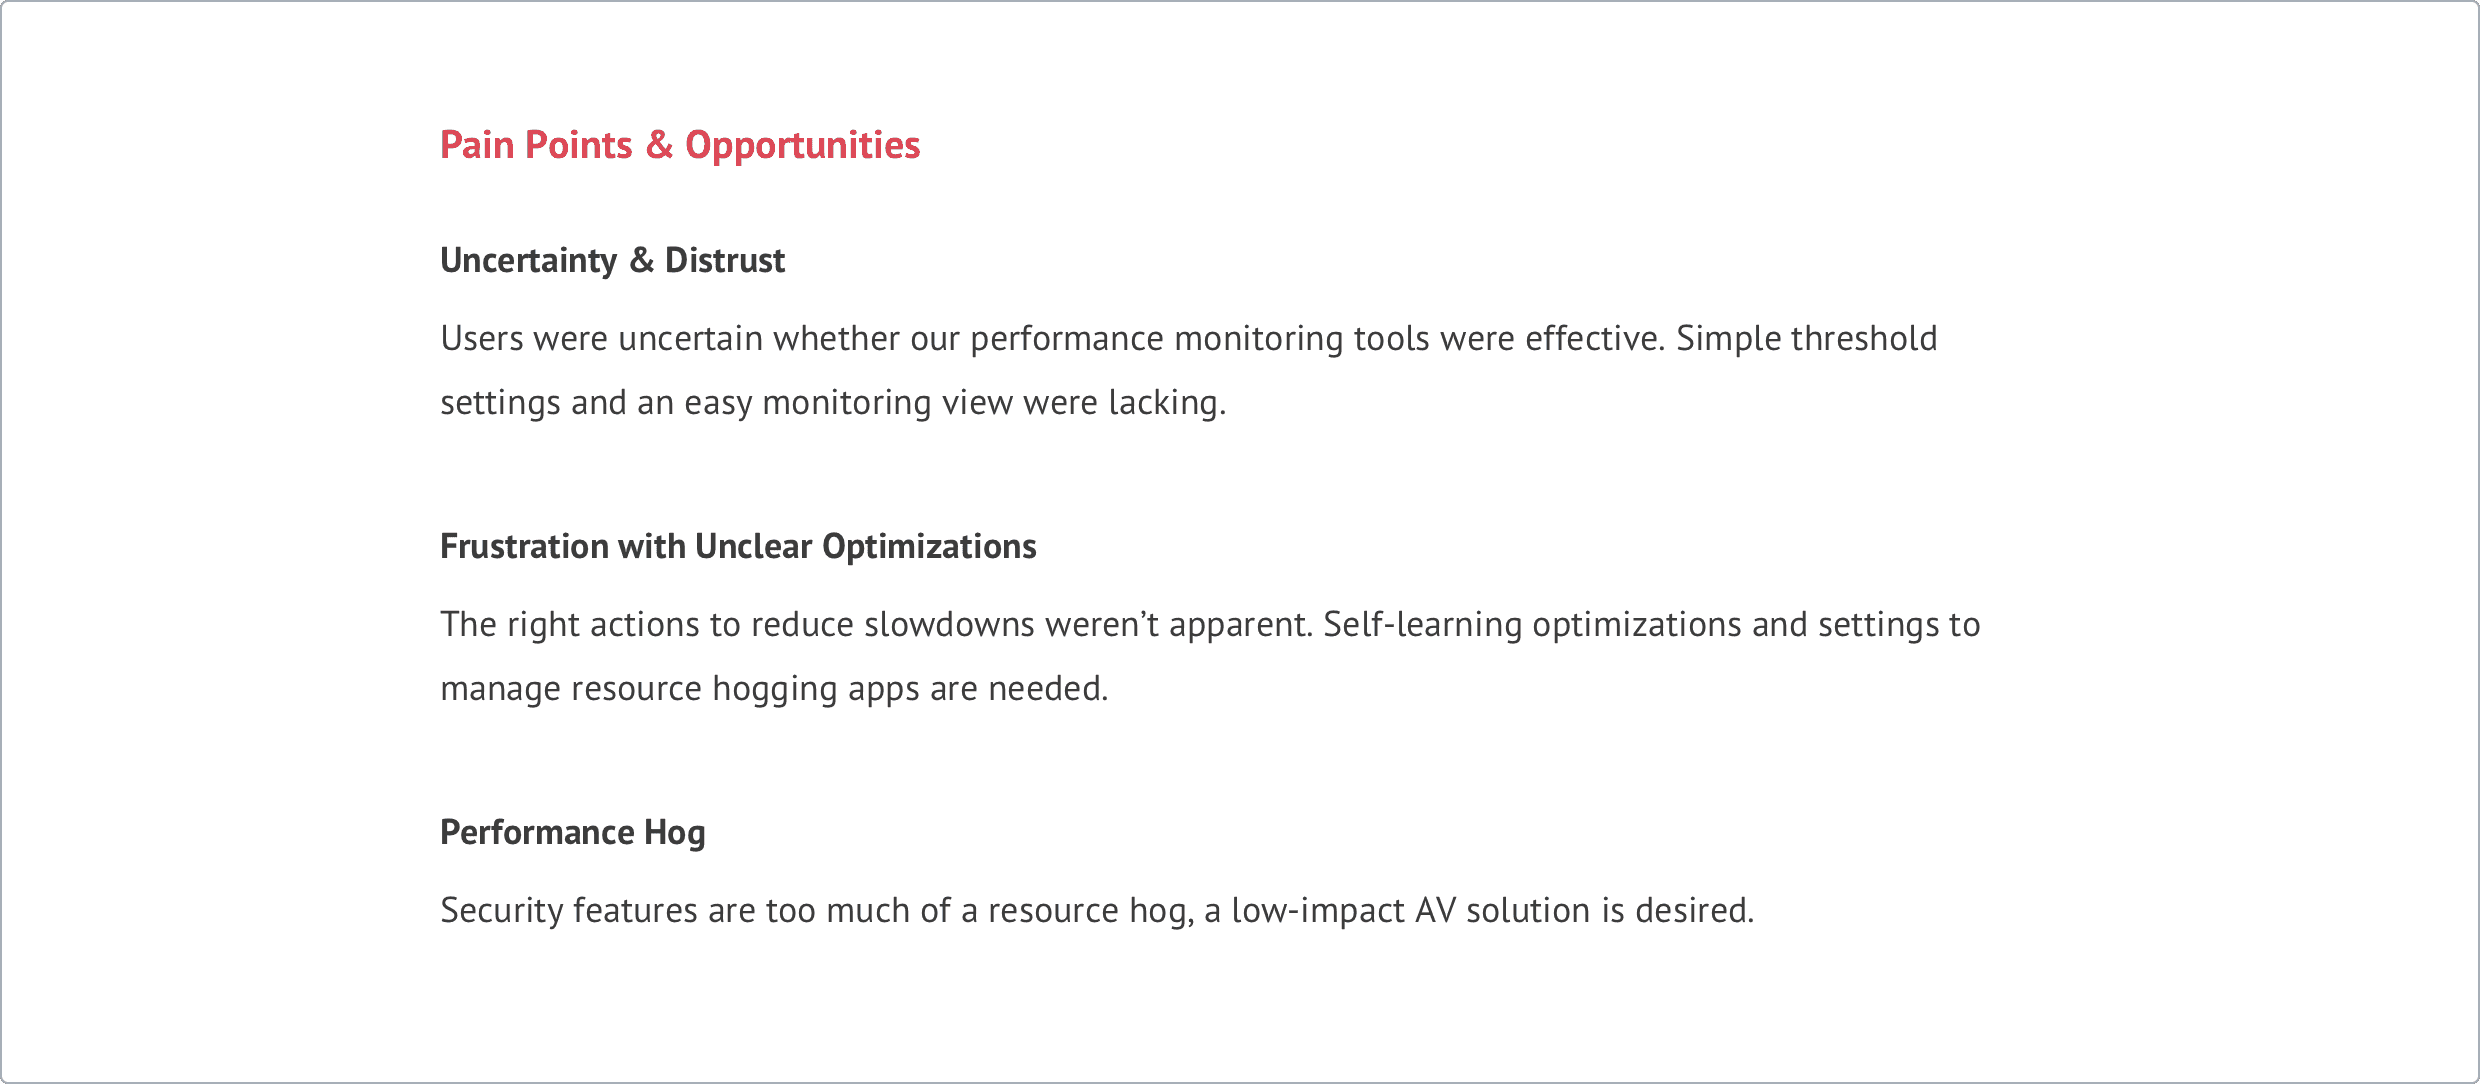 Pain Points & Opportunities
Uncertainty & Distrust
Users were uncertain whether our performance monitoring tools were effective. Simple threshold
settings and an easy monitoring view were lacking.
Frustration with Unclear Optimizations
The right actions to reduce slowdowns weren’t apparent. Self-learning optimizations and settings to
manage resource hogging apps are needed.
Performance Hog
Security features are too much of a resource hog, a low-impact AV solution is desired.